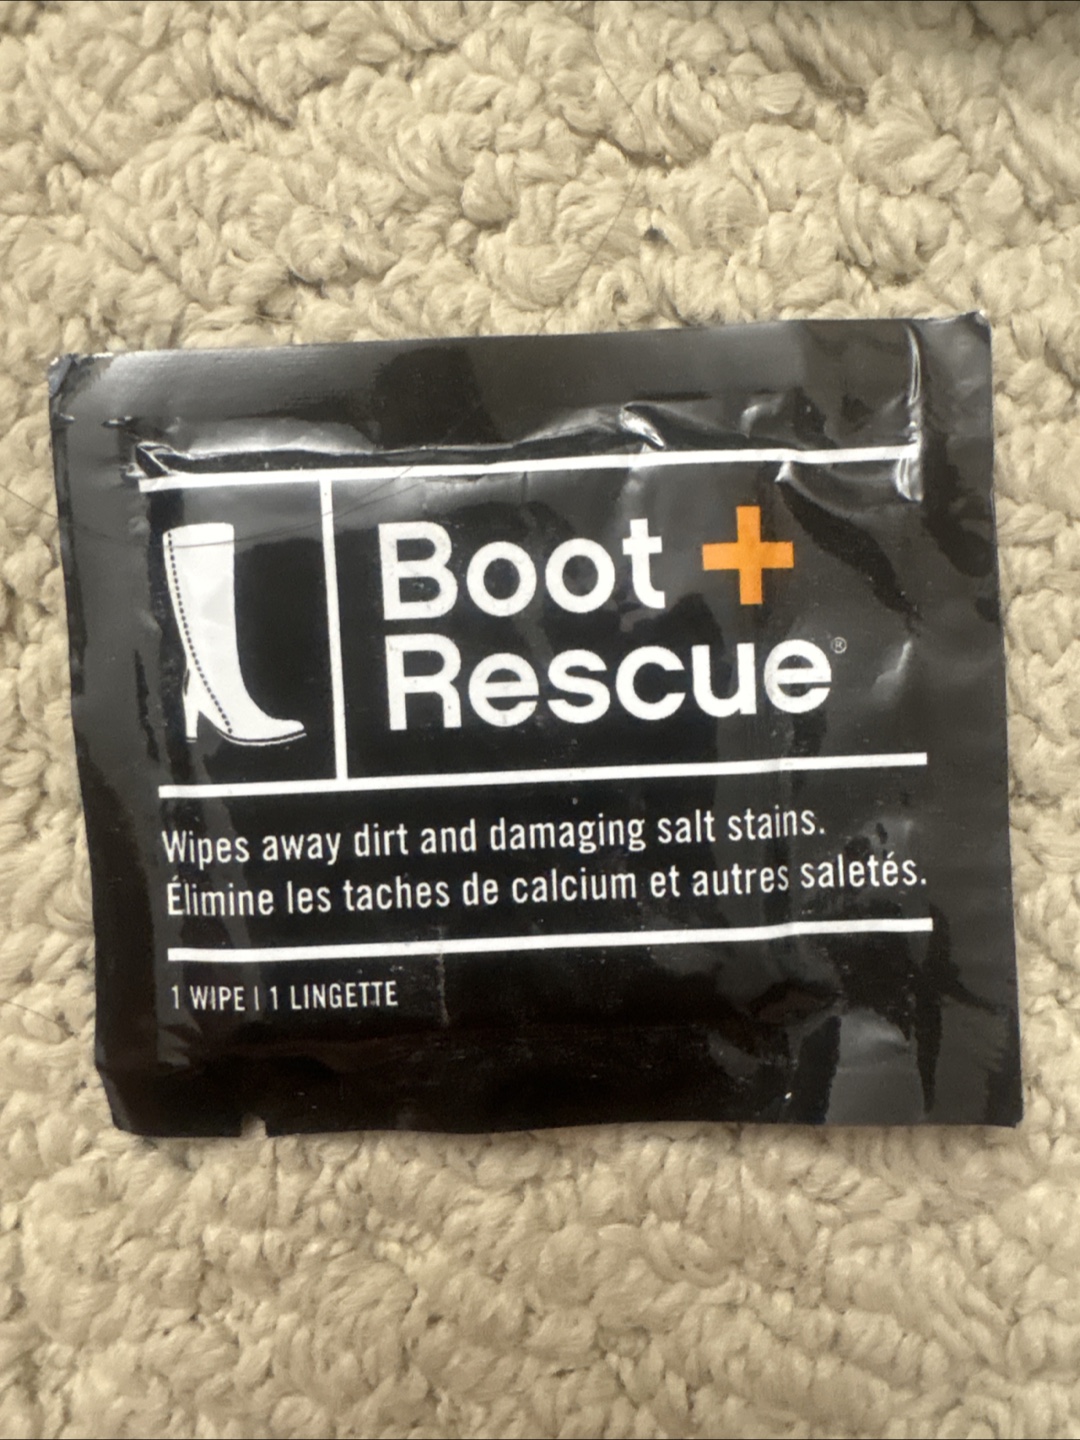 Boot +
Rescue®
Wipes away dirt and damaging salt stains.
Élimine les taches de calcium et autres saletés.
1 WIPE | 1 LINGETTE